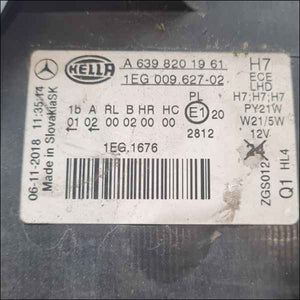 HELLA
A 639 820 19 61
1EG 009.627-02
1b A RL B HR HC
01 02 00 02 00 00
1EG.1676
PL
E1 20
2812
H7
ECE
LHD
H7;H7;H7
PY21W
W21/5W
12V
24
ZGS012
Q1 HL4
06-11-2018 11:35:14
Made in SlovakiaSK